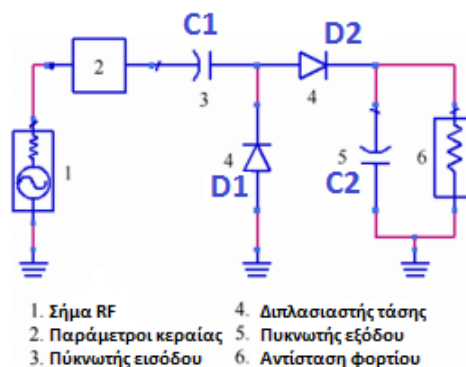 C1
D2
2
3
4
1
4
D1
5
C2
6
1. Σήμα RF
2. Παράμετροι κεραίας
3. Πύκνωτής εισόδου
4. Διπλασιαστής τάσης
5. Πυκνωτής εξόδου
6. Αντίσταση φορτίου